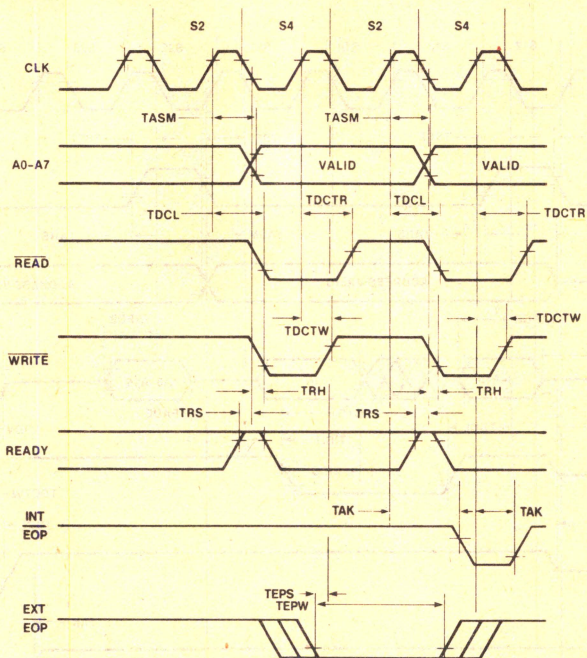 S2 S4 S2 S4
CLK
TASM TASM
A0-A7 VALID VALID
TDCL TDCTR TDCL TDCTR
READ
TDCTW TDCTW
WRITE
TRH TRH
TRS TRS
READY
INT TAK TAK
EOP
TEPS
TEPW
EXT
EOP